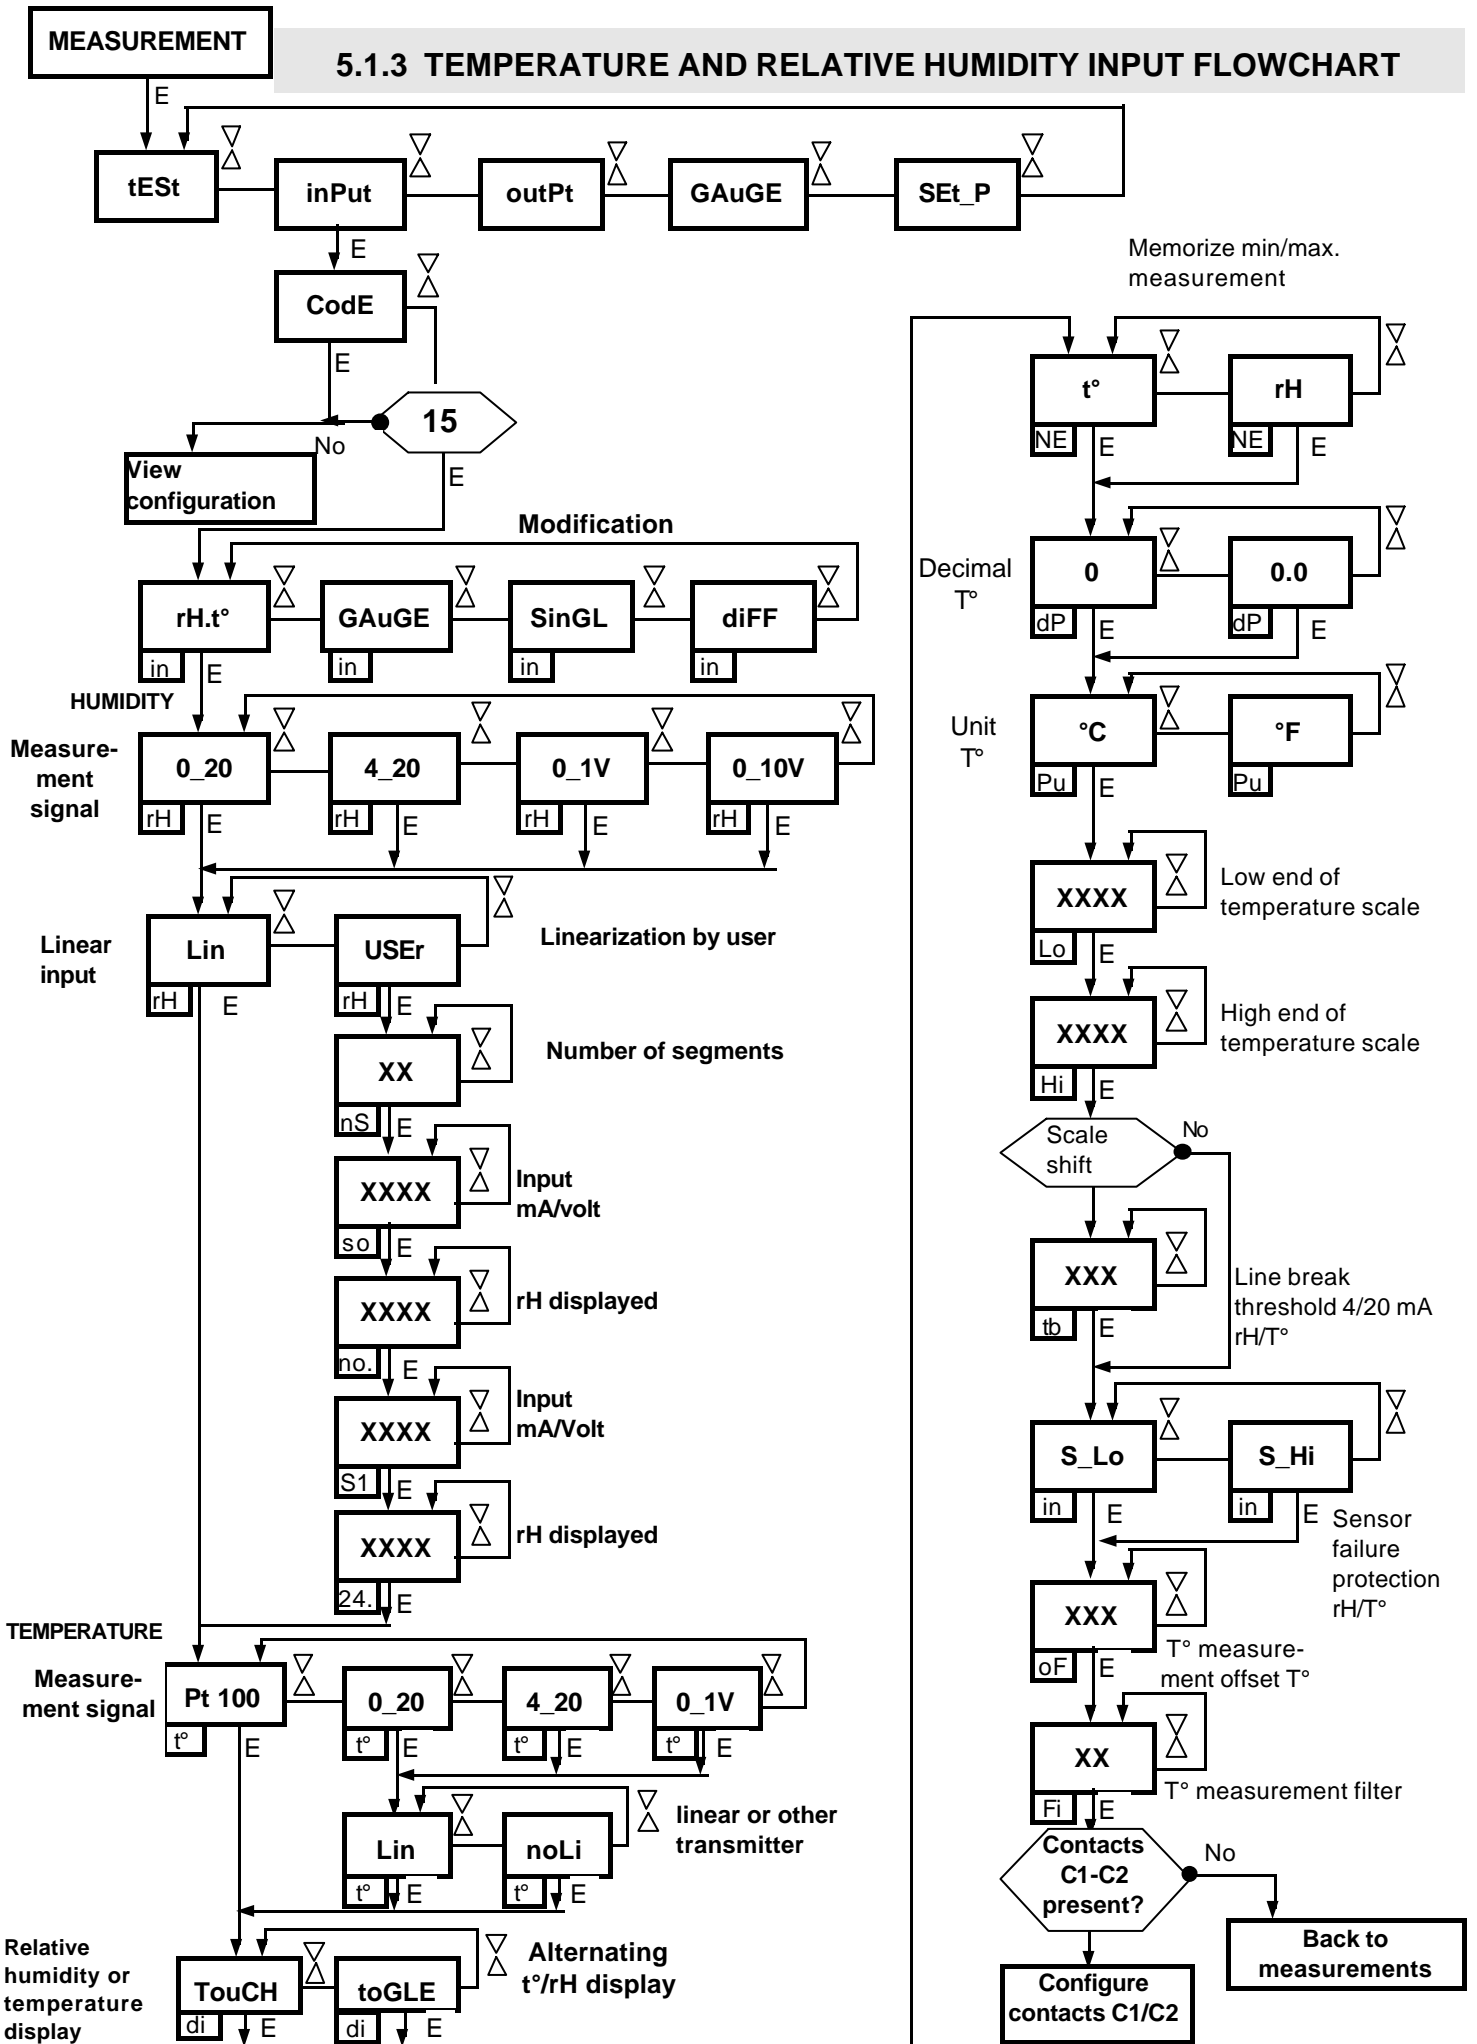 MEASUREMENT
5.1.3 TEMPERATURE AND RELATIVE HUMIDITY INPUT FLOWCHART
E
tESt
inPut
outPt
GAuGE
SEt_P
E
CodE
E
15
No
E
View
configuration
Modification
rH.t°
GAuGE
SinGL
diFF
in
E
in
in
in
HUMIDITY
Measure-
ment
signal
0_20
4_20
0_1V
0_10V
rH
E
rH
E
rH
E
rH
E
Linear
input
Lin
USEr
Linearization by user
rH
E
rH
E
XX
Number of segments
nS
E
XXXX
Input
mA/volt
so
E
XXXX
rH displayed
no.
E
XXXX
Input
mA/Volt
S1
E
XXXX
rH displayed
24.
E
TEMPERATURE
Measure-
ment signal
Pt 100
0_20
4_20
0_1V
t°
E
t°
E
t°
E
t°
E
Lin
noLi
linear or other
transmitter
t°
E
t°
E
Relative
humidity or
temperature
display
TouCH
toGLE
Alternating
t°/rH display
di
E
di
E
Memorize min/max.
measurement
t°
rH
NE
E
NE
E
Decimal
T°
0
0.0
dP
E
dP
E
Unit
T°
°C
°F
Pu
E
Pu
XXXX
Low end of
temperature scale
Lo
E
XXXX
High end of
temperature scale
Hi
E
Scale
shift
No
XXX
Line break
threshold 4/20 mA
rH/T°
tb
E
S_Lo
S_Hi
in
E
in
E
Sensor
failure
protection
rH/T°
XXX
oF
E
T° measure-
ment offset T°
XX
T° measurement filter
Fi
E
Contacts
C1-C2
present?
No
Back to
measurements
Configure
contacts C1/C2